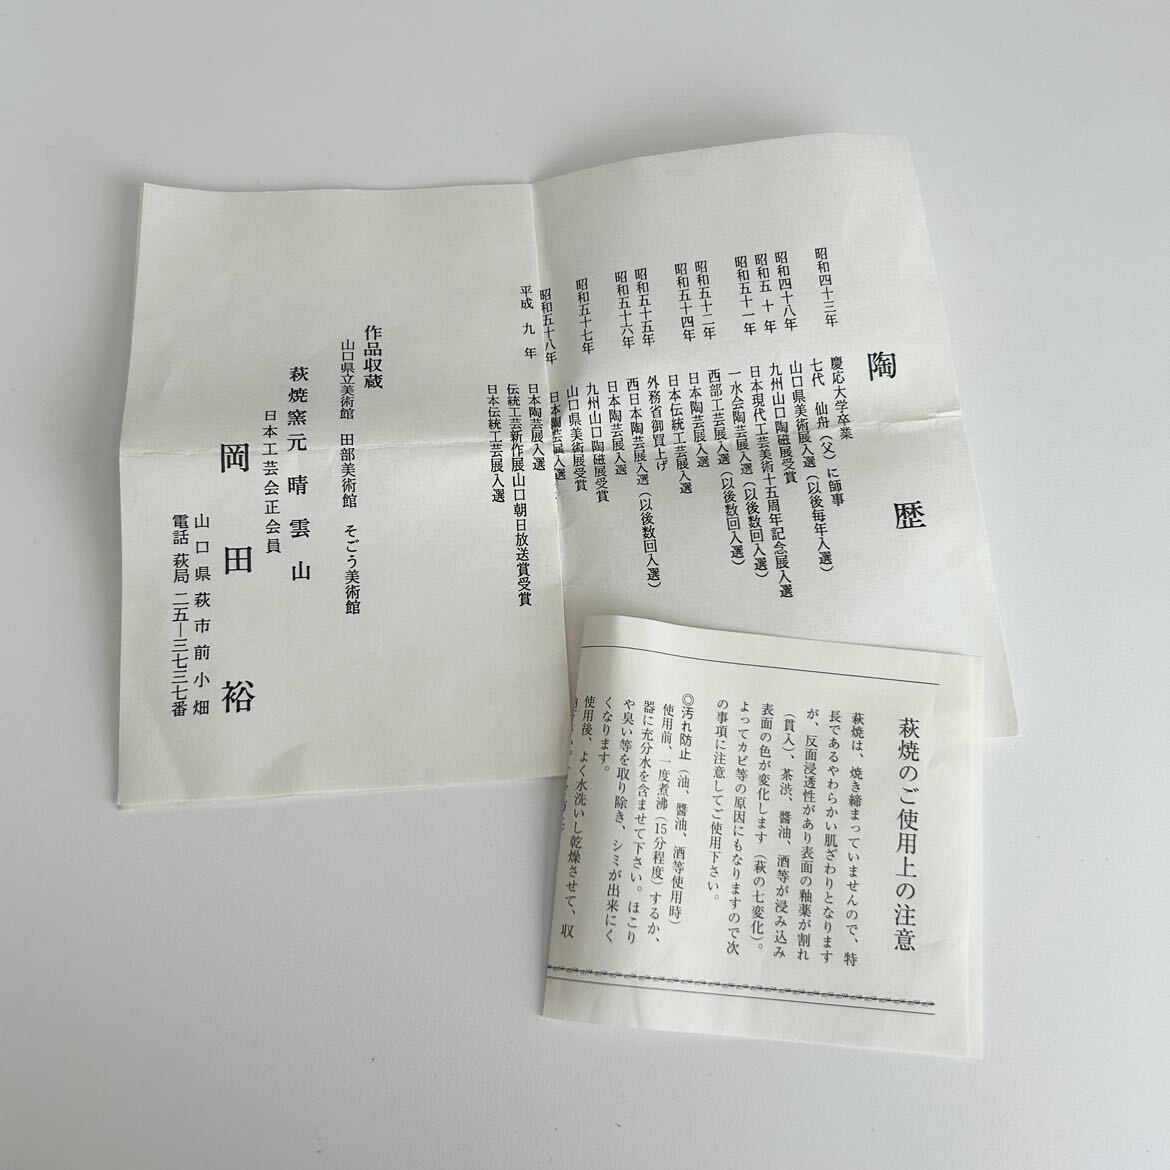 陶歴
昭和四十三年 慶応大学卒業
七代 仙舟（父）に師事
昭和四十八年 山口県美術展入選（以後毎年入選）
昭和五十年 九州山口陶磁展受賞
日本現代工芸美術十五周年記念展入選
昭和五十一年 一水会陶芸展入選（以後数回入選）
西部工芸展入選（以後数回入選）
昭和五十二年 日本陶芸展入選
昭和五十四年 日本伝統工芸展入選
外務省御買上げ
昭和五十五年 西日本陶芸展入選（以後数回入選）
昭和五十六年 日本陶芸展入選
九州山口陶磁展受賞
昭和五十七年 山口県美術展受賞
日本陶芸展入選
昭和五十八年 日本陶芸展入選
平成九年 伝統工芸新作展山口朝日放送賞受賞
日本伝統工芸展入選
作品収蔵
山口県立美術館 田部美術館 そごう美術館
萩焼窯元 晴雲山
日本工芸会正会員
岡田裕
山口県萩市前小畑
電話 萩局 二五―三七三七番
萩焼のご使用上の注意
萩焼は、焼き締まっていませんので、特
長であるやわらかい肌ざわりとなります
が、反面浸透性があり表面の釉薬が割れ
（貫入）、茶渋、醬油、酒等が浸み込み
表面の色が変化します（萩の七変化）。
よってカビ等の原因にもなりますので次
の事項に注意してご使用下さい。
◎汚れ防止（油、醬油、酒等使用時）
使用前、一度煮沸（15分程度）するか、
器に充分水を含ませて下さい。ほこり
や臭い等を取り除き、シミが出来にく
くなります。
使用後、よく水洗いし乾燥させて、収